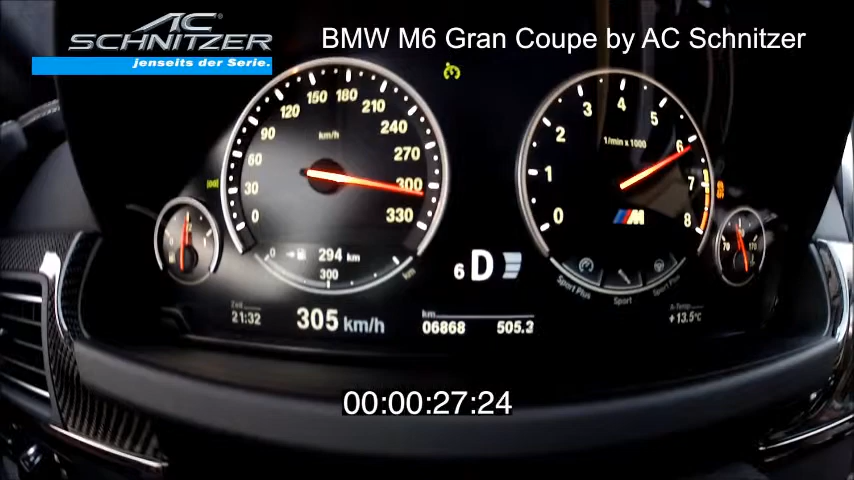 AC
SCHNITZER
jenseits der Serie.
BMW M6 Gran Coupe by AC Schnitzer
0 30 60 90 120 150 180 210 240 270 300 330
km/h
0 1 2 3 4 5 6 7 8
1/min x 1000
M
294 km
300
km
6 D
Sport Plus
Sport
Sport Plus
Zeit
21:32
305 km/h
km
06868 505.3
A-Temp
+13.5°C
00:00:27:24